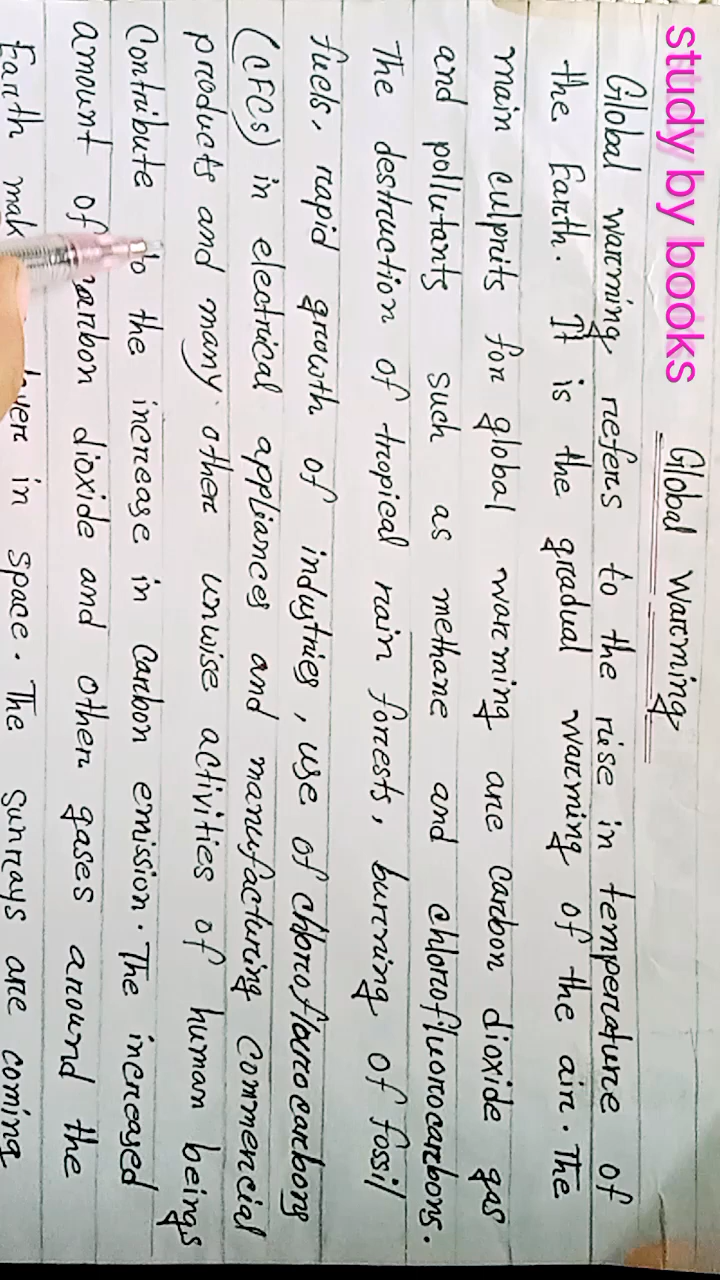 study by books
Global Warming
Global warming refers to the rise in temperature of
the Earth. It is the gradual warming of the air. The
main culprits for global warming are carbon dioxide gas
and pollutants such as methane and chlorofluorocarbons.
The destruction of tropical rain forests, burning of fossil
fuels, rapid growth of industries, use of chloroflourocarbons
(CFCs) in electrical appliances and manufacturing commercial
products and many other unwise activities of human beings
contribute to the increase in carbon emission. The increased
amount of carbon dioxide and other gases around the
Earth in space. The sunrays are coming